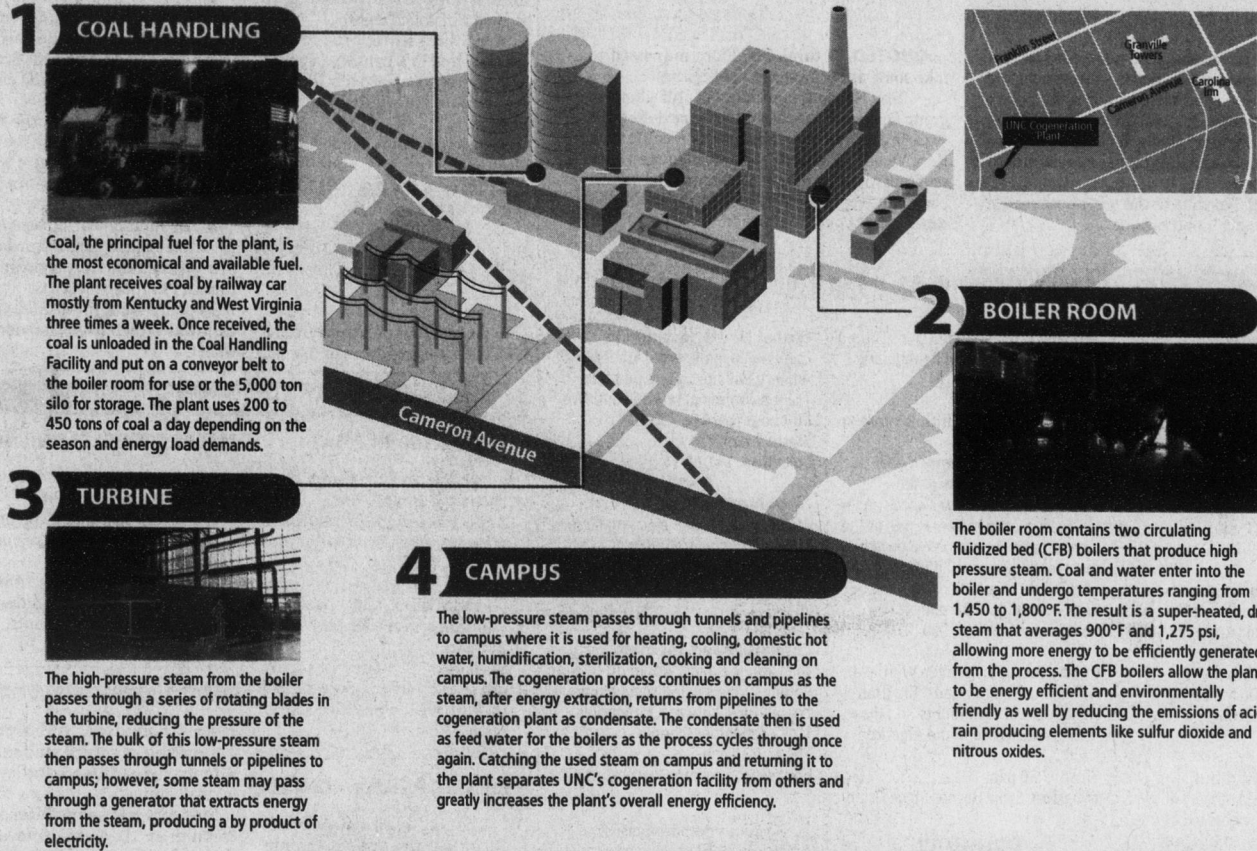 1 COAL HANDLING
Coal, the principal fuel for the plant, is
the most economical and available fuel.
The plant receives coal by railway car
mostly from Kentucky and West Virginia
three times a week. Once received, the
coal is unloaded in the Coal Handling
Facility and put on a conveyor belt to
the boiler room for use or the 5,000 ton
silo for storage. The plant uses 200 to
450 tons of coal a day depending on the
season and energy load demands.
Franklin Street
Granville
Towers
Carolina
Inn
Cameron Avenue
UNC Cogeneration
Plant
Cameron Avenue
2 BOILER ROOM
The boiler room contains two circulating
fluidized bed (CFB) boilers that produce high
pressure steam. Coal and water enter into the
boiler and undergo temperatures ranging from
1,450 to 1,800°F. The result is a super-heated, dr
steam that averages 900°F and 1,275 psi,
allowing more energy to be efficiently generated
from the process. The CFB boilers allow the plan
to be energy efficient and environmentally
friendly as well by reducing the emissions of aci
rain producing elements like sulfur dioxide and
nitrous oxides.
3 TURBINE
The high-pressure steam from the boiler
passes through a series of rotating blades in
the turbine, reducing the pressure of the
steam. The bulk of this low-pressure steam
then passes through tunnels or pipelines to
campus; however, some steam may pass
through a generator that extracts energy
from the steam, producing a by product of
electricity.
4 CAMPUS
The low-pressure steam passes through tunnels and pipelines
to campus where it is used for heating, cooling, domestic hot
water, humidification, sterilization, cooking and cleaning on
campus. The cogeneration process continues on campus as the
steam, after energy extraction, returns from pipelines to the
cogeneration plant as condensate. The condensate then is used
as feed water for the boilers as the process cycles through once
again. Catching the used steam on campus and returning it to
the plant separates UNC's cogeneration facility from others and
greatly increases the plant's overall energy efficiency.